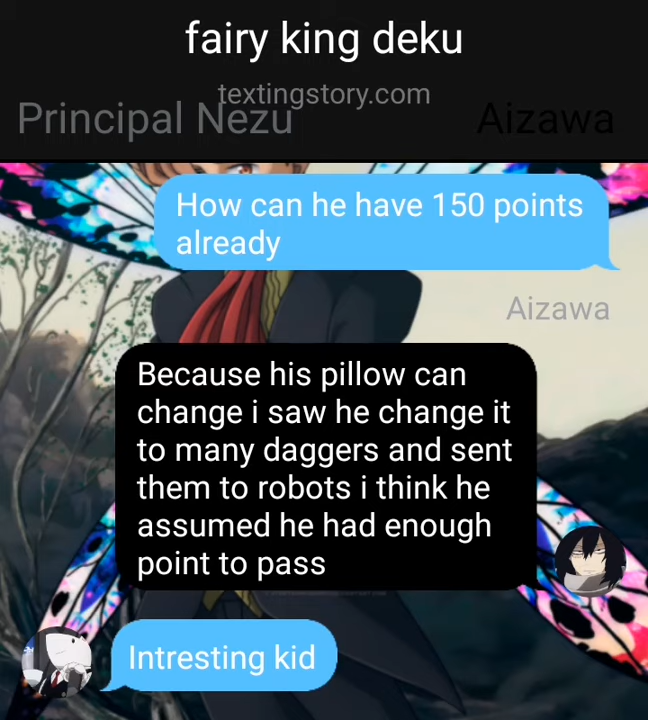 fairy king deku
textingstory.com
Principal Nezu
Aizawa
How can he have 150 points
already
Aizawa
Because his pillow can
change i saw he change it
to many daggers and sent
them to robots i think he
assumed he had enough
point to pass
Intresting kid